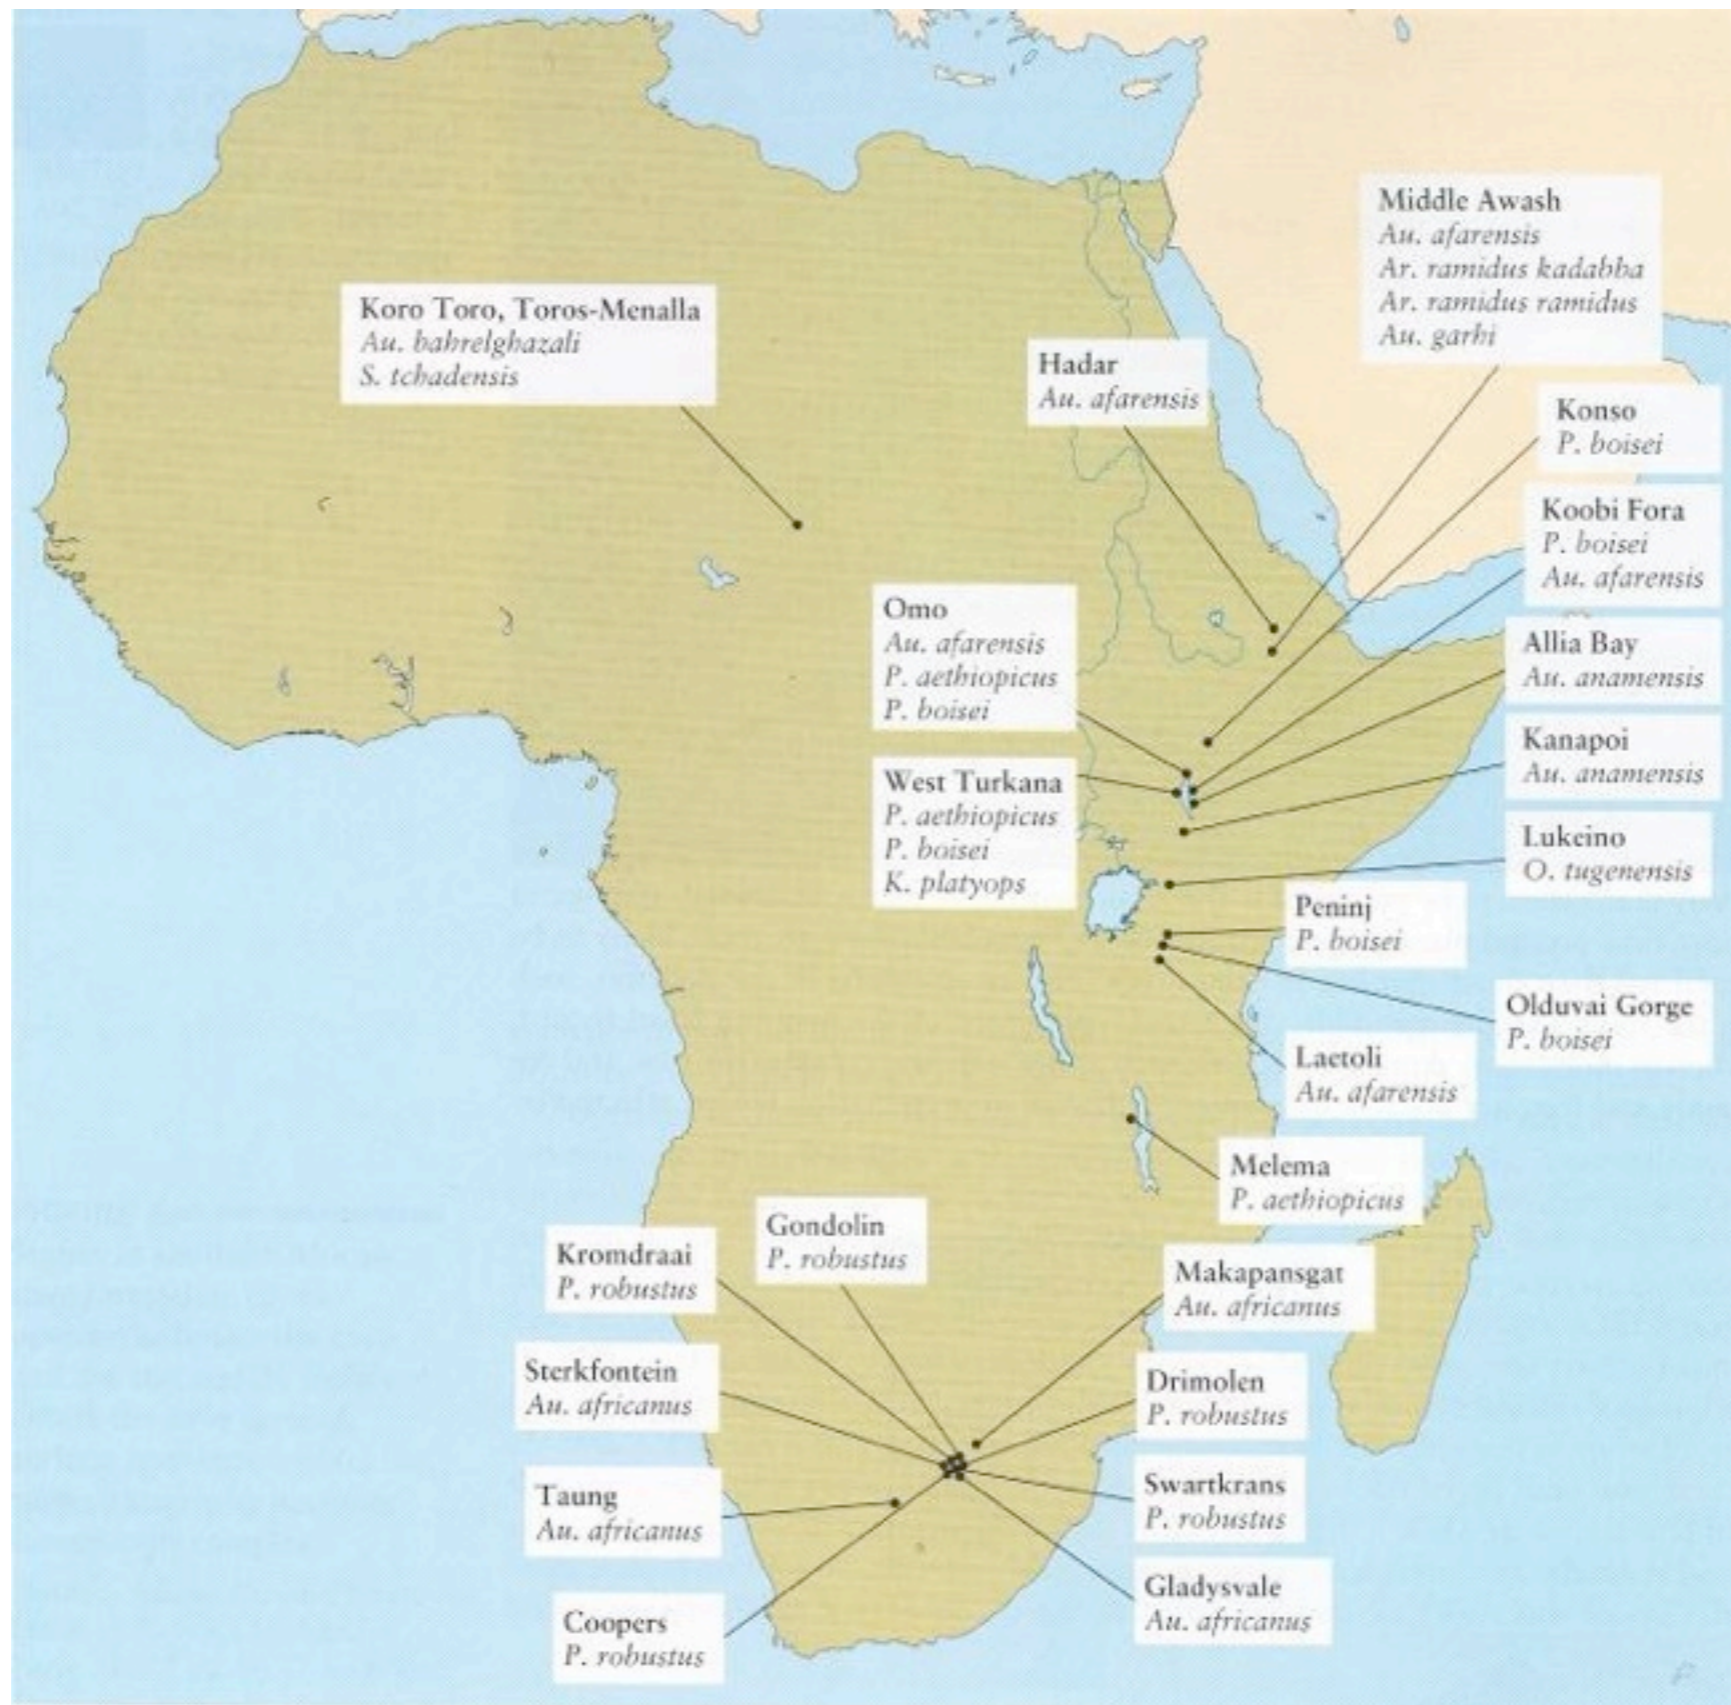 Middle Awash
Au. afarensis
Ar. ramidus kadabba
Ar. ramidus ramidus
Au. garhi
Koro Toro, Toros-Menalla
Au. bahrelghazali
S. tchadensis
Hadar
Au. afarensis
Konso
P. boisei
Koobi Fora
P. boisei
Au. afarensis
Omo
Au. afarensis
P. aethiopicus
P. boisei
Allia Bay
Au. anamensis
Kanapoi
Au. anamensis
West Turkana
P. aethiopicus
P. boisei
K. platyops
Lukeino
O. tugenensis
Peninj
P. boisei
Olduvai Gorge
P. boisei
Laetoli
Au. afarensis
Melema
P. aethiopicus
Gondolin
P. robustus
Kromdraai
P. robustus
Makapansgat
Au. africanus
Sterkfontein
Au. africanus
Drimolen
P. robustus
Swartkrans
P. robustus
Taung
Au. africanus
Gladysvale
Au. africanus
Coopers
P. robustus